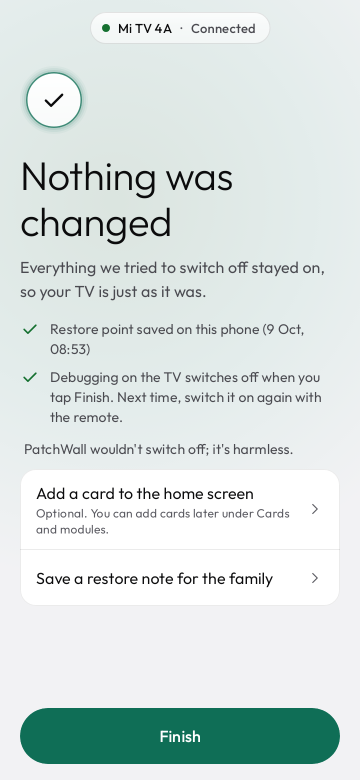 Mi TV 4A · Connected
Nothing was
changed
Everything we tried to switch off stayed on,
so your TV is just as it was.
Restore point saved on this phone (9 Oct,
08:53)
Debugging on the TV switches off when you
tap Finish. Next time, switch it on again with
the remote.
PatchWall wouldn't switch off; it's harmless.
Add a card to the home screen
Optional. You can add cards later under Cards
and modules.
Save a restore note for the family
Finish